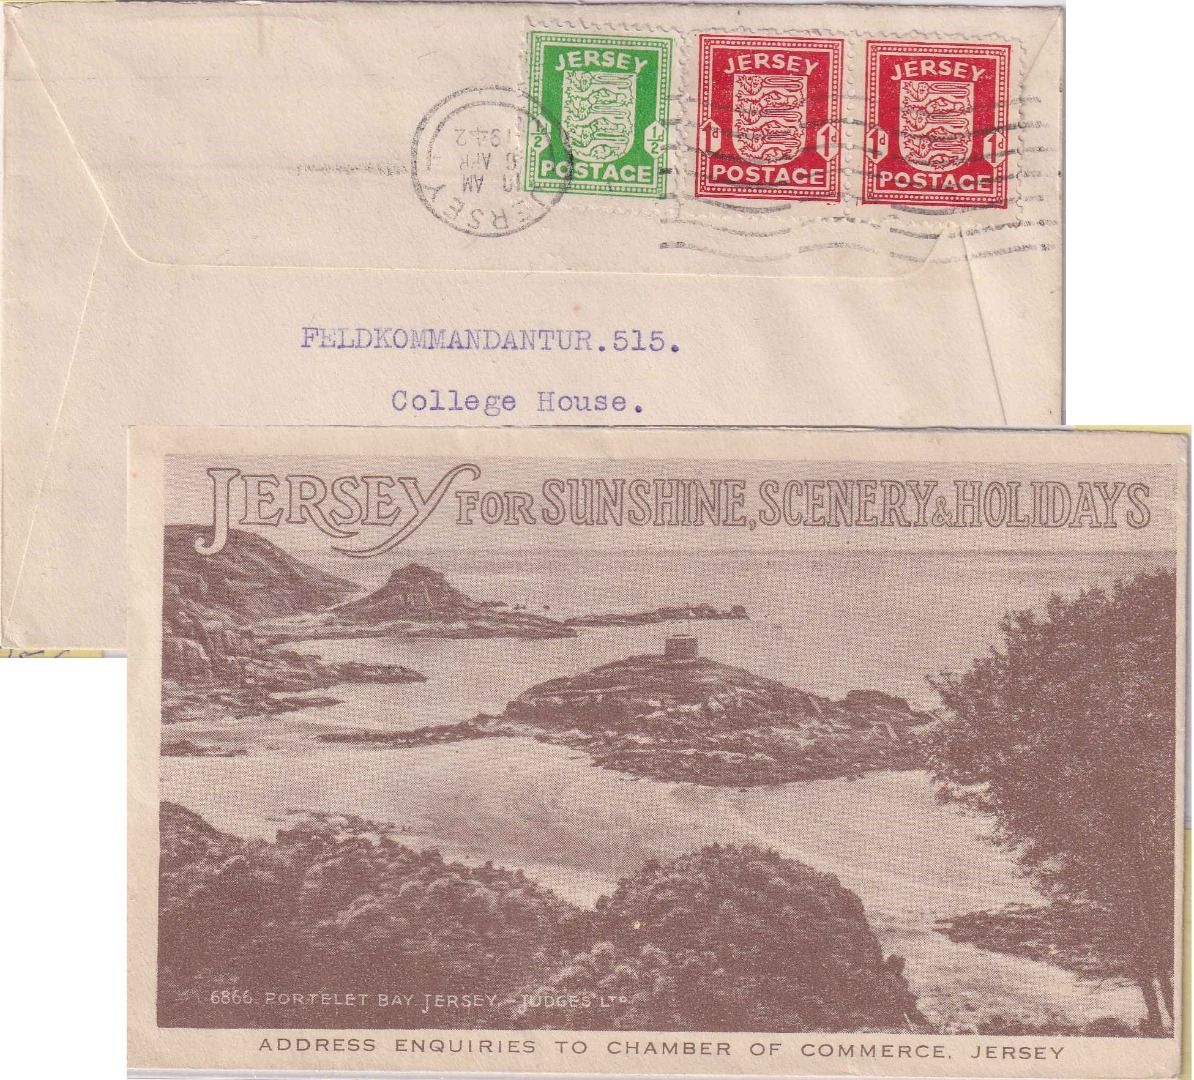 JERSEY JERSEY JERSEY
½ ½ 1D 1D 1D 1D
POSTAGE POSTAGE POSTAGE
JERSEY
AM
APR
1942
FELDKOMMANDANTUR.515.
College House.
JERSEY FOR SUNSHINE, SCENERY & HOLIDAYS
6866. PORTELET BAY, JERSEY. - JUDGES LTD.
ADDRESS ENQUIRIES TO CHAMBER OF COMMERCE, JERSEY